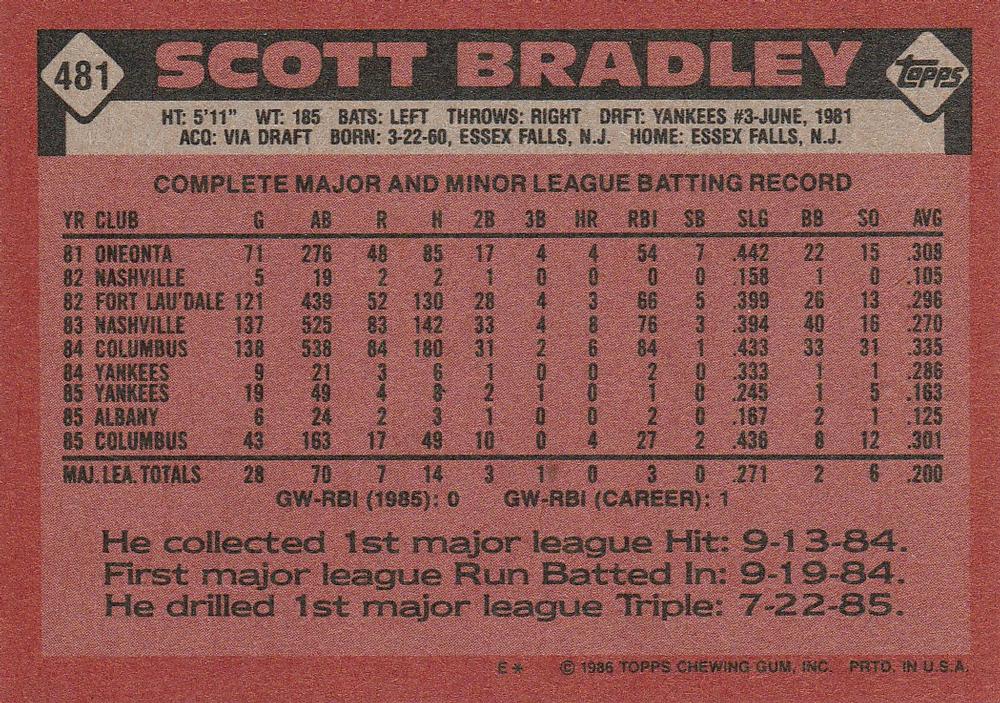 481
SCOTT BRADLEY
topps
HT: 5'11" WT: 185 BATS: LEFT THROWS: RIGHT DRFT: YANKEES #3-JUNE, 1981
ACQ: VIA DRAFT BORN: 3-22-60, ESSEX FALLS, N.J. HOME: ESSEX FALLS, N.J.
COMPLETE MAJOR AND MINOR LEAGUE BATTING RECORD
YR CLUB G AB R H 2B 3B HR RBI SB SLG BB SO AVG
81 ONEONTA 71 276 48 85 17 4 4 54 7 .442 22 15 .308
82 NASHVILLE 5 19 2 2 1 0 0 0 0 .158 1 0 .105
82 FORT LAU'DALE 121 439 52 130 28 4 3 66 5 .399 26 13 .296
83 NASHVILLE 137 525 83 142 33 4 8 76 3 .394 40 16 .270
84 COLUMBUS 138 538 84 180 31 2 6 84 1 .433 33 31 .335
84 YANKEES 9 21 3 6 1 0 0 2 0 .333 1 1 .286
85 YANKEES 19 49 4 8 2 1 0 1 0 .245 1 5 .163
85 ALBANY 6 24 2 3 1 0 0 2 0 .167 2 1 .125
85 COLUMBUS 43 163 17 49 10 0 4 27 2 .436 8 12 .301
MAJ. LEA. TOTALS 28 70 7 14 3 1 0 3 0 .271 2 6 .200
GW-RBI (1985): 0 GW-RBI (CAREER): 1
He collected 1st major league Hit: 9-13-84.
First major league Run Batted In: 9-19-84.
He drilled 1st major league Triple: 7-22-85.
E* © 1986 TOPPS CHEWING GUM, INC. PRTD. IN U.S.A.